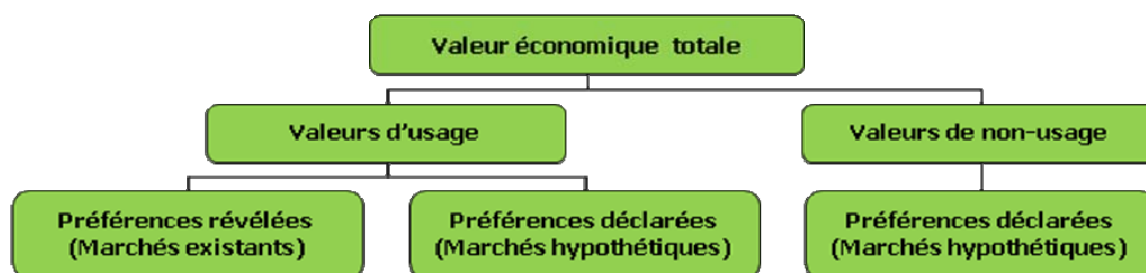 Valeur économique totale
Valeurs d'usage
Valeurs de non-usage
Préférences révélées
(Marchés existants)
Préférences déclarées
(Marchés hypothétiques)
Préférences déclarées
(Marchés hypothétiques)